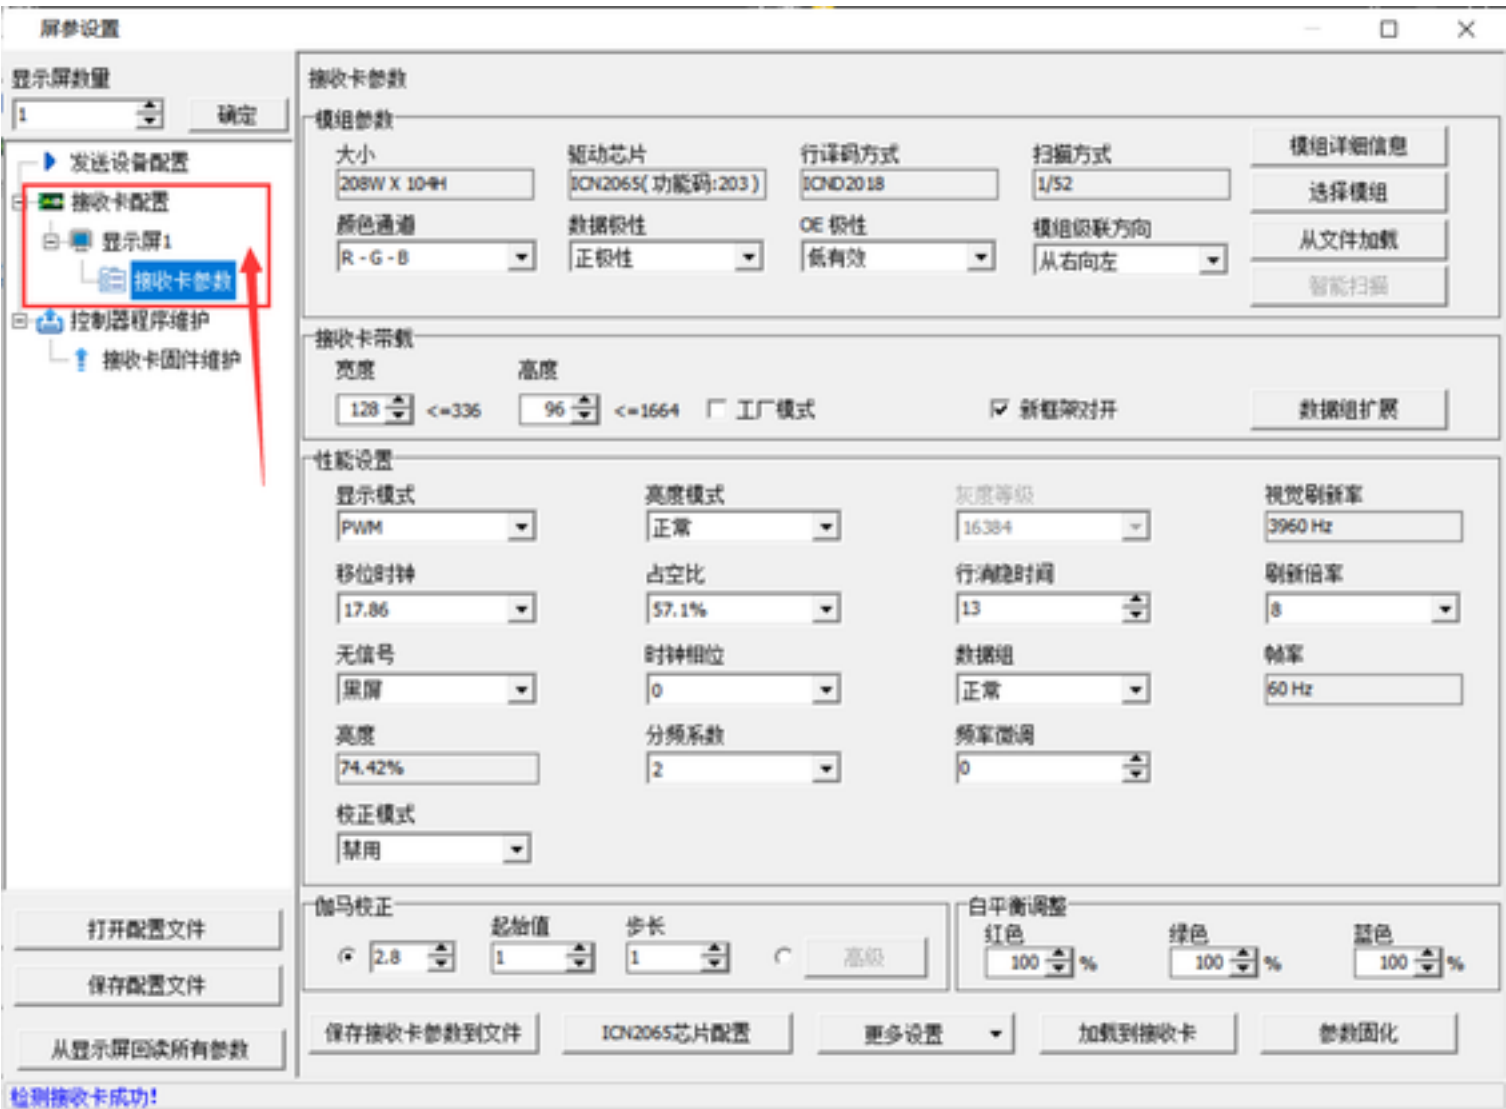 屏参设置
显示屏数量
1
确定
发送设备配置
接收卡配置
显示屏1
接收卡参数
控制器程序维护
接收卡固件维护
打开配置文件
保存配置文件
从显示屏回读所有参数
接收卡参数
模组参数
大小 驱动芯片 行译码方式 扫描方式 模组详细信息
208W X 104H ICN2065(功能码:203) ICND2018 1/52 选择模组
颜色通道 数据极性 OE 极性 模组级联方向 从文件加载
R - G - B 正极性 低有效 从右向左 智能扫描
接收卡带载
宽度 高度
128 <=336 96 <=1664 工厂模式 新框架对开 数据组扩展
性能设置
显示模式 亮度模式 灰度等级 视觉刷新率
PWM 正常 16384 3960 Hz
移位时钟 占空比 行消隐时间 刷新倍率
17.86 57.1% 13 8
无信号 时钟相位 数据组 帧率
黑屏 0 正常 60 Hz
亮度 分频系数 频率微调
74.42% 2 0
校正模式
禁用
伽马校正 白平衡调整
起始值 步长 红色 绿色 蓝色
2.8 1 1 高级 100 % 100 % 100 %
保存接收卡参数到文件 ICN2065芯片配置 更多设置 加载到接收卡 参数固化
检测接收卡成功!